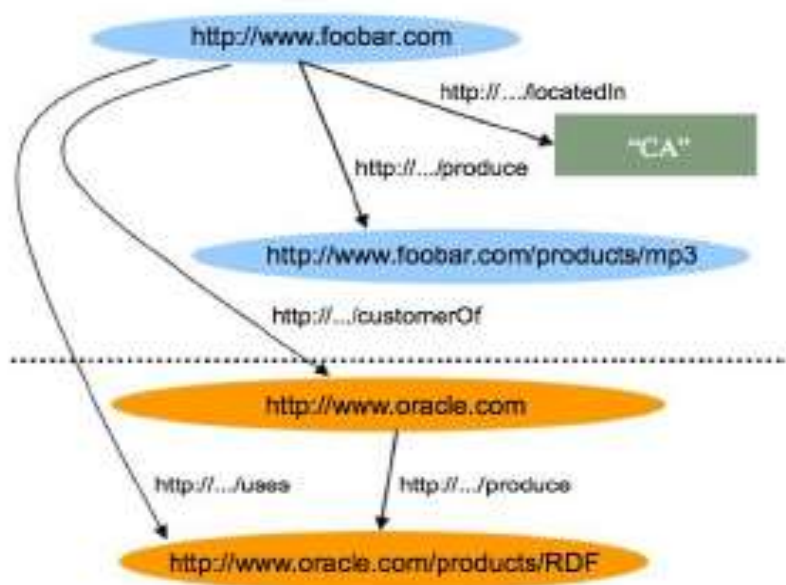 http://www.foobar.com
http://.../locatedIn
"CA"
http://.../produce
http://www.foobar.com/products/mp3
http://.../customerOf
http://www.oracle.com
http://.../uses
http://.../produce
http://www.oracle.com/products/RDF